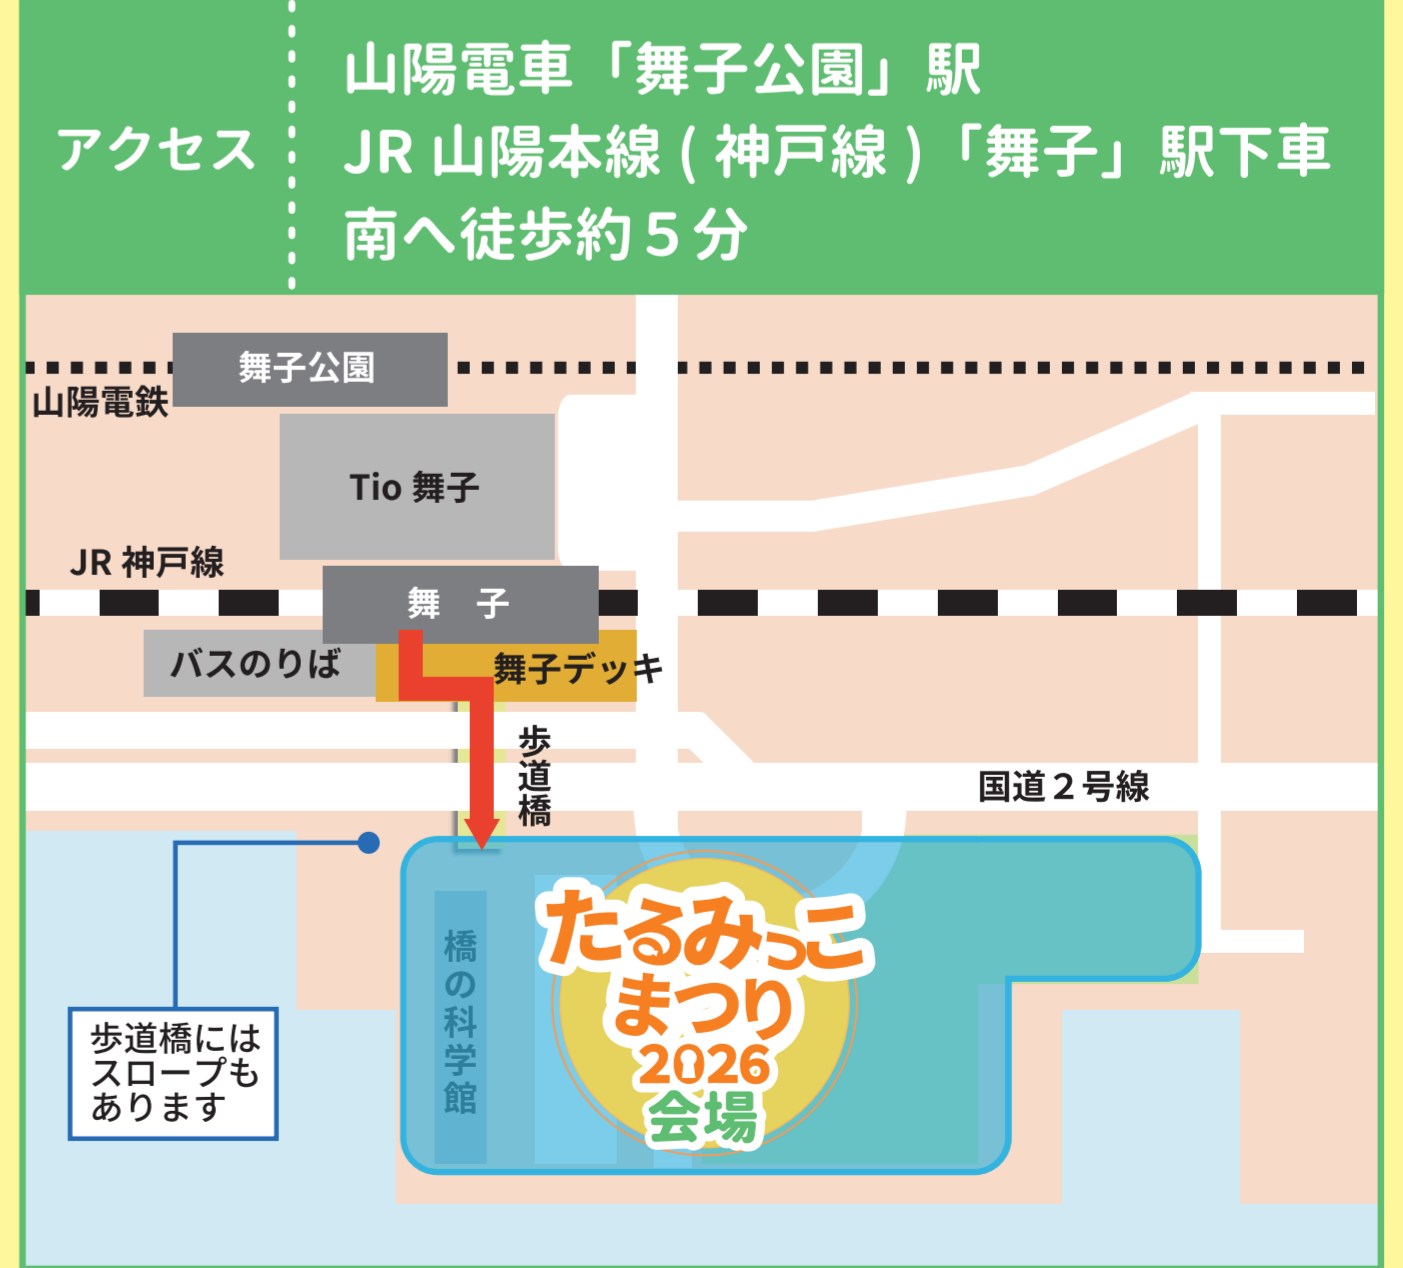 アクセス
山陽電車「舞子公園」駅
JR 山陽本線 ( 神戸線 )「舞子」駅下車
南へ徒歩約５分
舞子公園
山陽電鉄
Tio 舞子
JR 神戸線
舞　子
バスのりば
舞子デッキ
歩道橋
国道２号線
橋の科学館
たるみっこ
まつり
2026
会場
歩道橋には
スロープも
あります